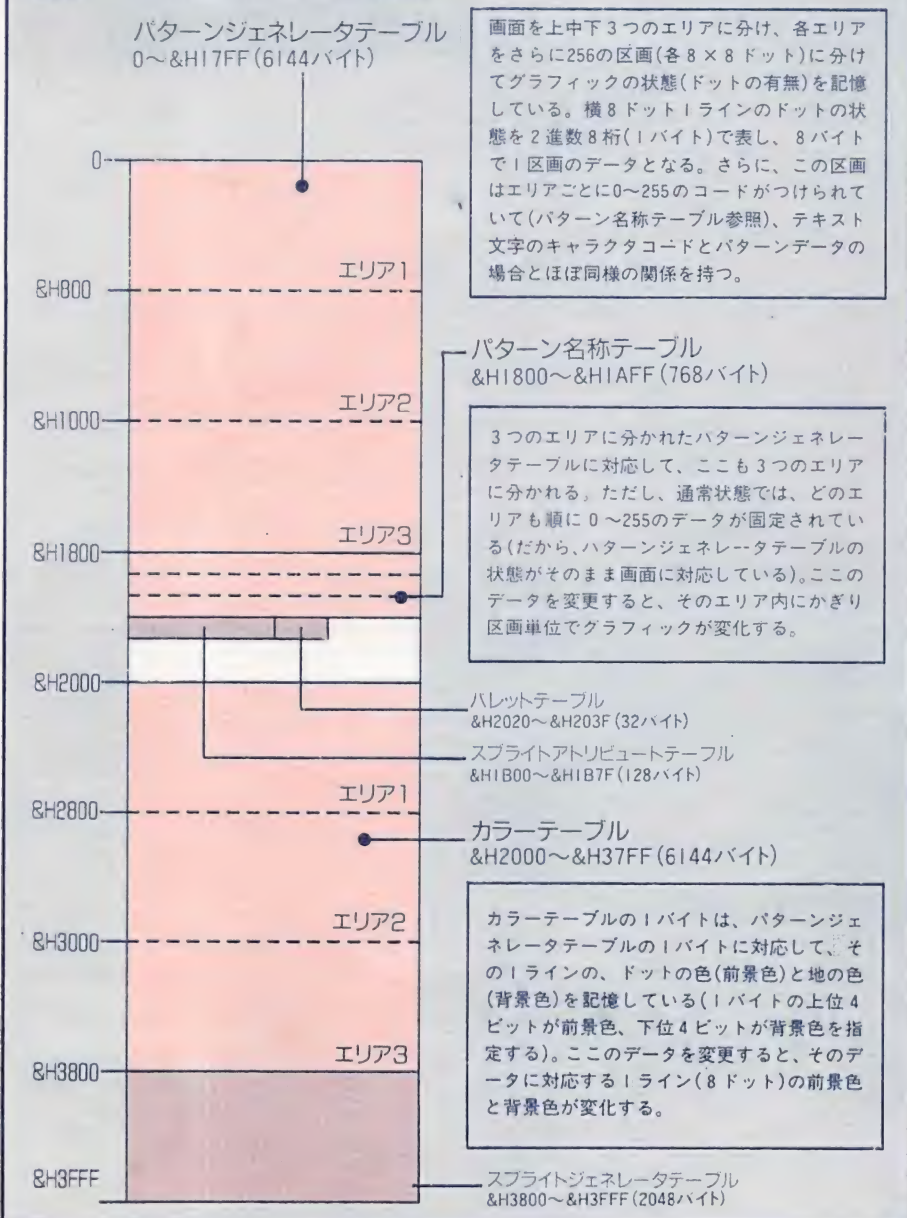 パターンジェネレータテーブル
0～&H17FF(6144バイト)
画面を上中下3つのエリアに分け、各エリア
をさらに256の区画(各8×8ドット)に分け
てグラフィックの状態(ドットの有無)を記憶
している。横8ドット1ラインのドットの状
態を2進数8桁(1バイト)で表し、8バイト
で1区画のデータとなる。さらに、この区画
はエリアごとに0~255のコードがつけられて
いて(パターン名称テーブル参照)、テキスト
文字のキャラクタコードとパターンデータの
場合とほぼ同様の関係を持つ。
0
エリア1
&H800
エリア2
&H1000
エリア3
&H1800
パターン名称テーブル
&H1800～&H1AFF(768バイト)
3つのエリアに分かれたパターンジェネレー
タテーブルに対応して、ここも3つのエリア
に分かれる。ただし、通常状態では、どのエ
リアも順に0～255のデータが固定されてい
る(だから、パターンジェネレータテーブルの
状態がそのまま画面に対応している)。ここの
データを変更すると、そのエリア内にかぎり
区画単位でグラフィックが変化する。
&H2000
パレットテーブル
&H2020～&H203F(32バイト)
スプライトアトリビュートテーブル
&H1B00～&H1B7F(128バイト)
エリア1
&H2800
カラーテーブル
&H2000～&H37FF(6144バイト)
エリア2
&H3000
エリア3
&H3800
カラーテーブルの1バイトは、パターンジェ
ネレータテーブルの1バイトに対応して、そ
の1ラインの、ドットの色(前景色)と地の色
(背景色)を記憶している(1バイトの上位4
ビットが前景色、下位4ビットが背景色を指
定する)。ここのデータを変更すると、そのデ
ータに対応する1ライン(8ドット)の前景色
と背景色が変化する。
&H3FFF
スプライトジェネレータテーブル
&H3800～&H3FFF(2048バイト)